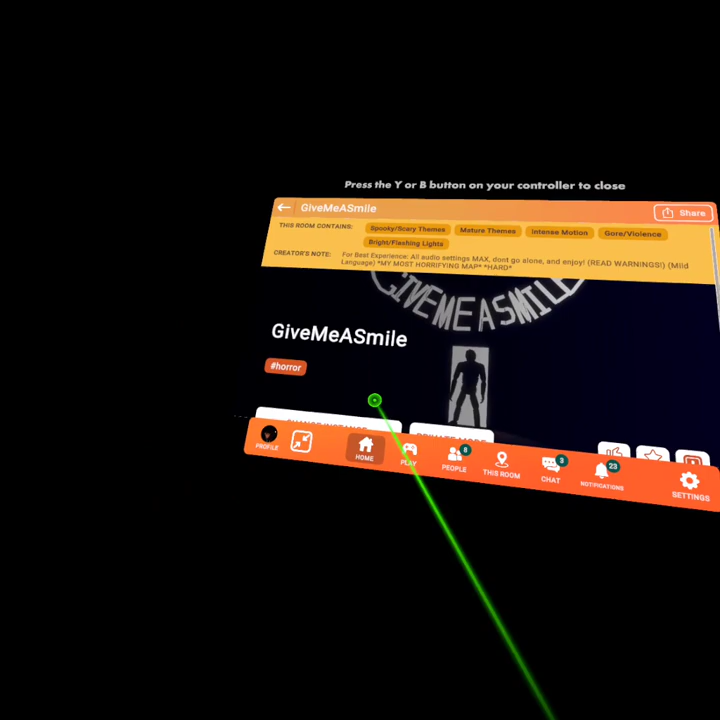 Press the Y or B button on your controller to close
GiveMeASmile
Share
THIS ROOM CONTAINS:
Spooky/Scary Themes
Mature Themes
Intense Motion
Gore/Violence
Bright/Flashing Lights
CREATOR'S NOTE:
For Best Experience: All audio settings MAX, dont go alone, and enjoy! (READ WARNINGS!) (Mild
Language) *MY MOST HORRIFYING MAP* *HARD*
GIVEMEASMILE
GiveMeASmile
#horror
PROFILE
HOME
PLAY
8
PEOPLE
THIS ROOM
3
CHAT
23
NOTIFICATIONS
SETTINGS